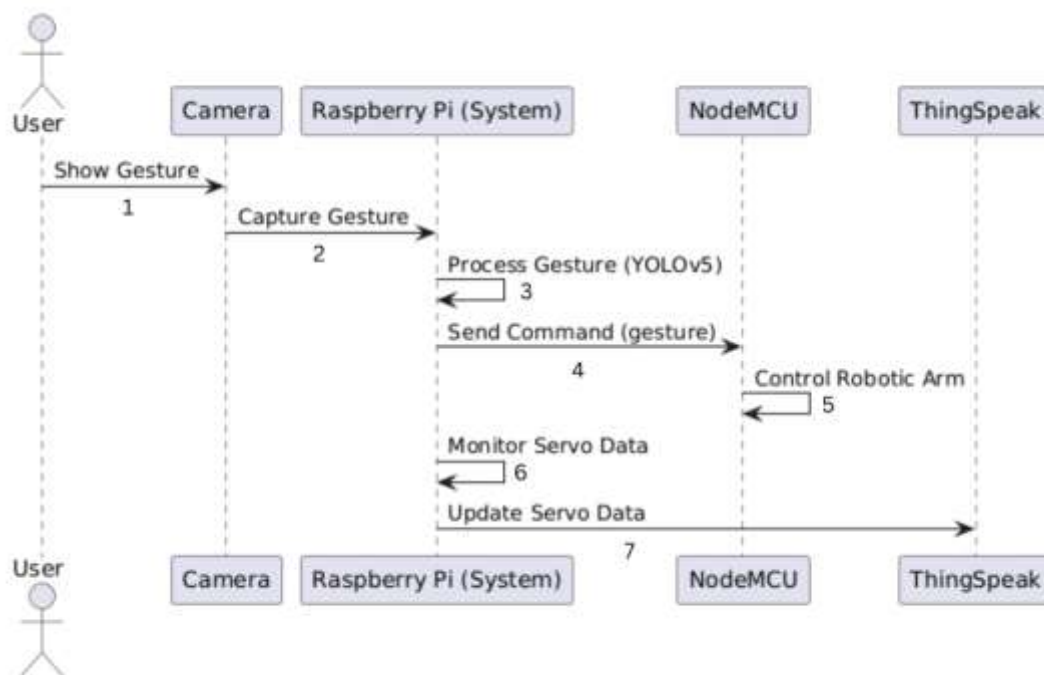 User
Camera
Raspberry Pi (System)
NodeMCU
ThingSpeak
Show Gesture
1
Capture Gesture
2
Process Gesture (YOLOv5)
3
Send Command (gesture)
4
Control Robotic Arm
5
Monitor Servo Data
6
Update Servo Data
7
User
Camera
Raspberry Pi (System)
NodeMCU
ThingSpeak